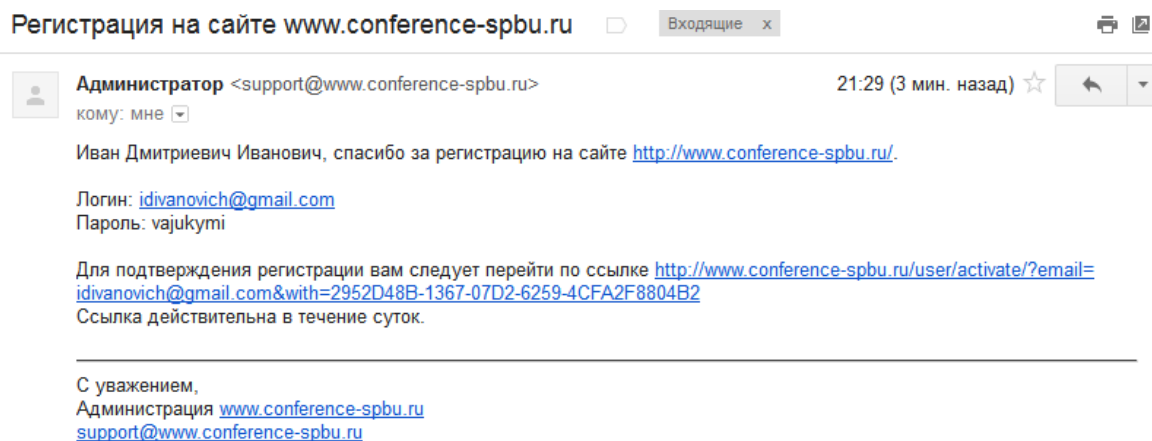 Регистрация на сайте www.conference-spbu.ru Входящие x
Администратор <support@www.conference-spbu.ru> 21:29 (3 мин. назад)
кому: мне
Иван Дмитриевич Иванович, спасибо за регистрацию на сайте http://www.conference-spbu.ru/.
Логин: idivanovich@gmail.com
Пароль: vajukymi
Для подтверждения регистрации вам следует перейти по ссылке http://www.conference-spbu.ru/user/activate/?email=
idivanovich@gmail.com&with=2952D48B-1367-07D2-6259-4CFA2F8804B2
Ссылка действительна в течение суток.
С уважением,
Администрация www.conference-spbu.ru
support@www.conference-spbu.ru